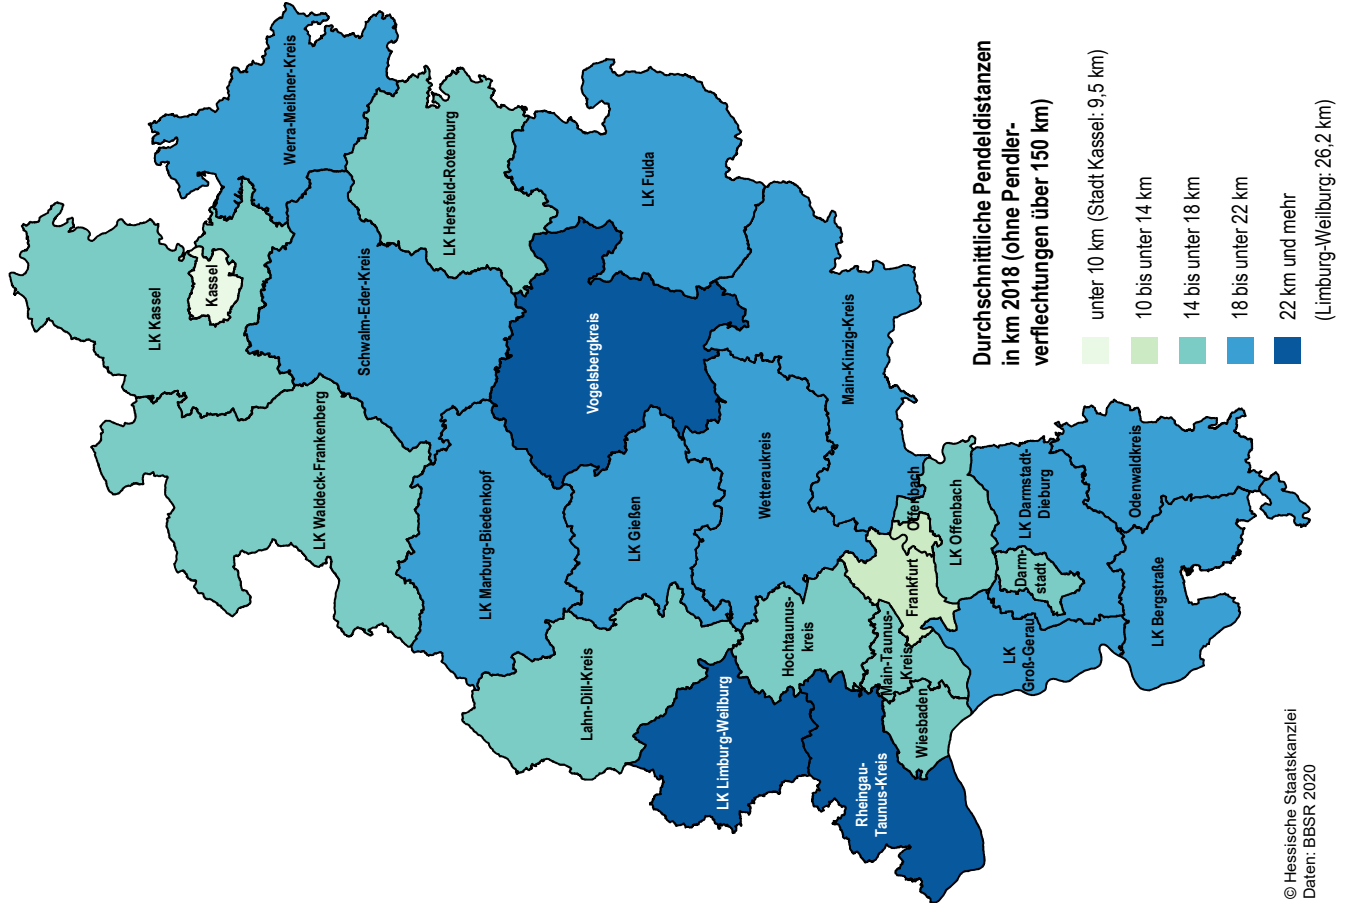 Werra-Meißner-Kreis
LK Hersfeld-Rotenburg
LK Fulda
LK Kassel
Kassel
Schwalm-Eder-Kreis
Vogelsbergkreis
Main-Kinzig-Kreis
LK Waldeck-Frankenberg
LK Marburg-Biedenkopf
LK Gießen
Wetteraukreis
Offenbach
LK Offenbach
LK Darmstadt-
Dieburg
Odenwaldkreis
Lahn-Dill-Kreis
Hochtaunus-
kreis
Frankfurt
Main-Taunus-
Kreis
Darm-
stadt
LK
Groß-Gerau
LK Bergstraße
LK Limburg-Weilburg
Rheingau-
Taunus-Kreis
Wiesbaden
Durchschnittliche Pendeldistanzen
in km 2018 (ohne Pendler-
verflechtungen über 150 km)
unter 10 km (Stadt Kassel: 9,5 km)
10 bis unter 14 km
14 bis unter 18 km
18 bis unter 22 km
22 km und mehr
(Limburg-Weilburg: 26,2 km)
© Hessische Staatskanzlei
Daten: BBSR 2020